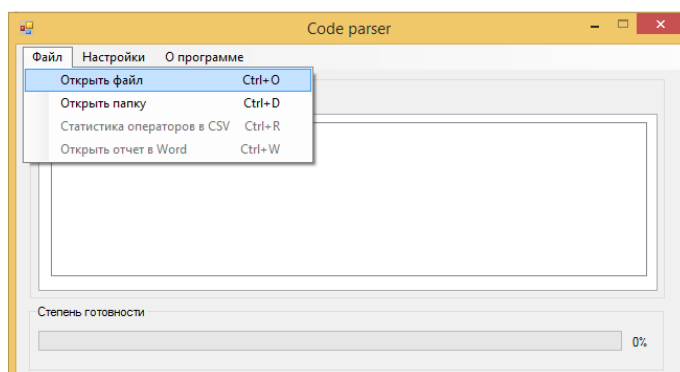 Code parser
Файл Настройки О программе
Открыть файл Ctrl+O
Открыть папку Ctrl+D
Статистика операторов в CSV Ctrl+R
Открыть отчет в Word Ctrl+W
Степень готовности
0%